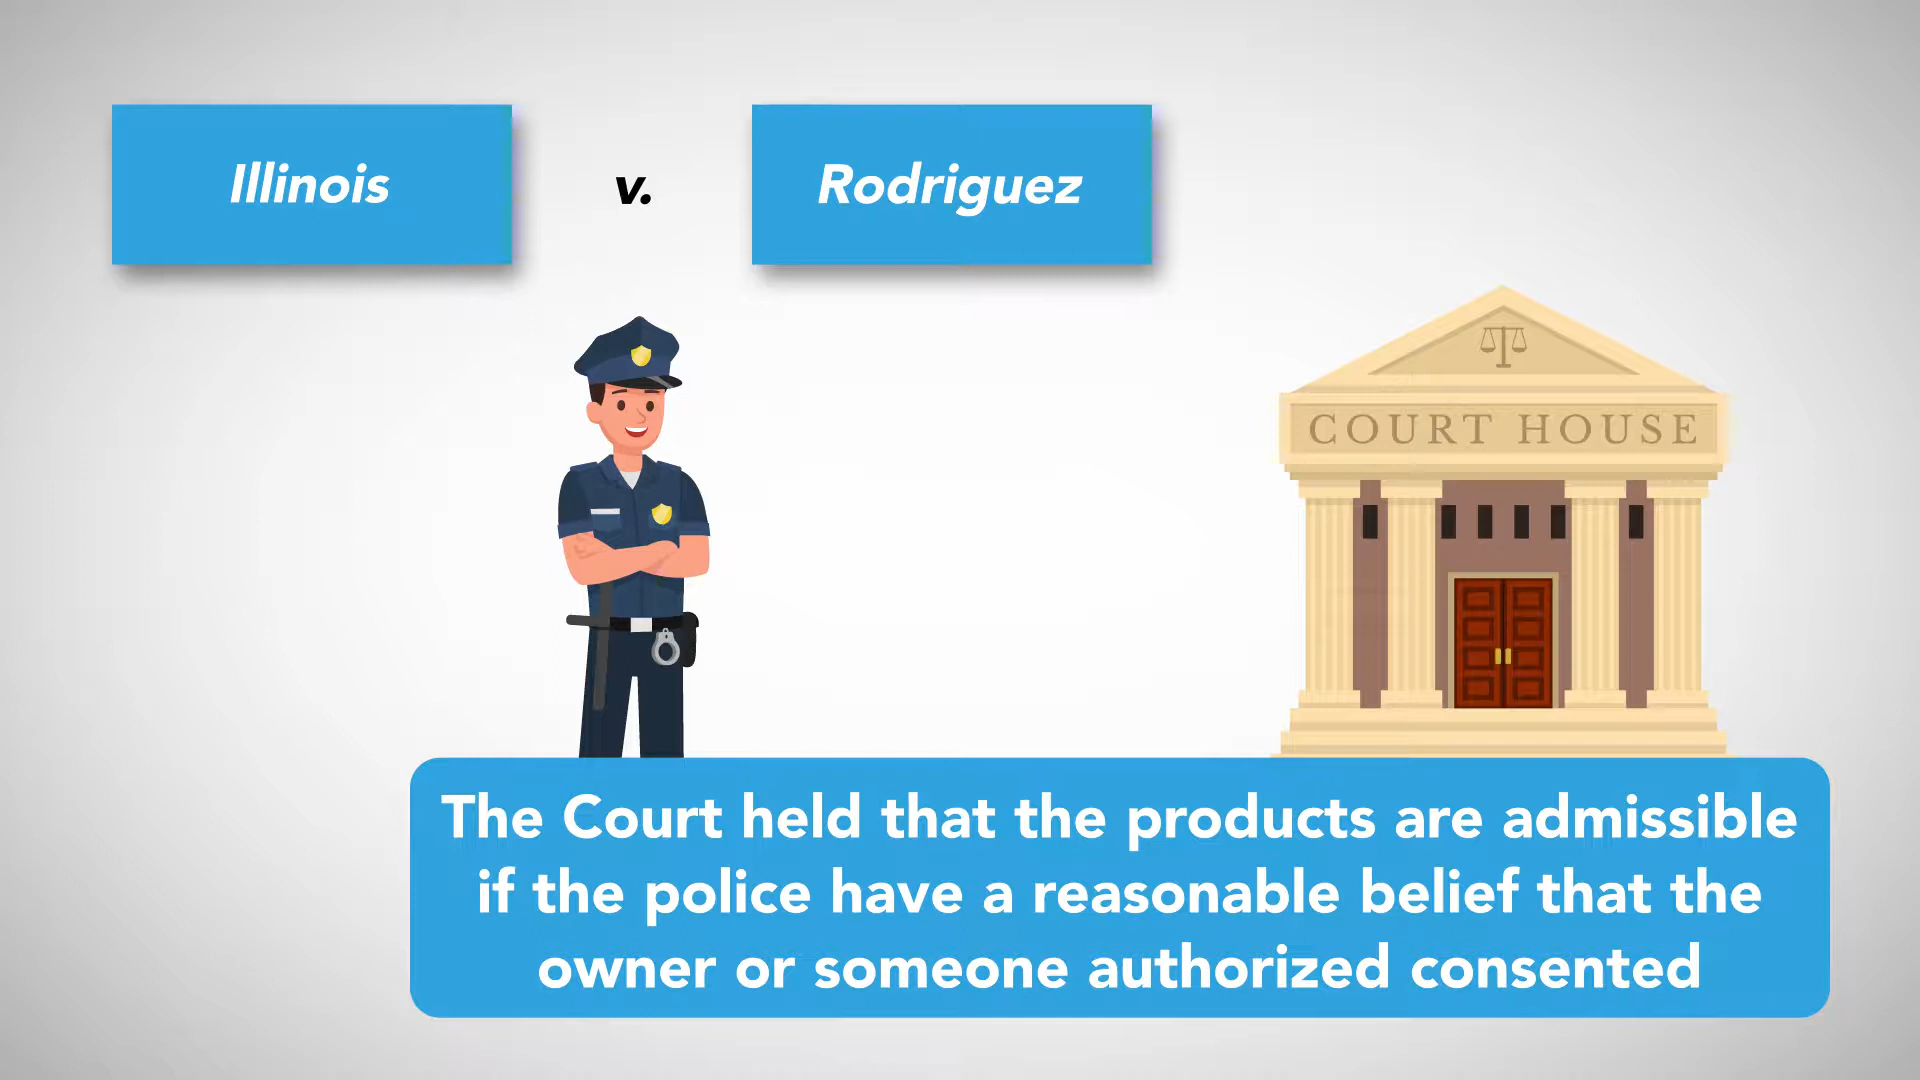 Illinois v. Rodriguez
COURT HOUSE
The Court held that the products are admissible
if the police have a reasonable belief that the
owner or someone authorized consented